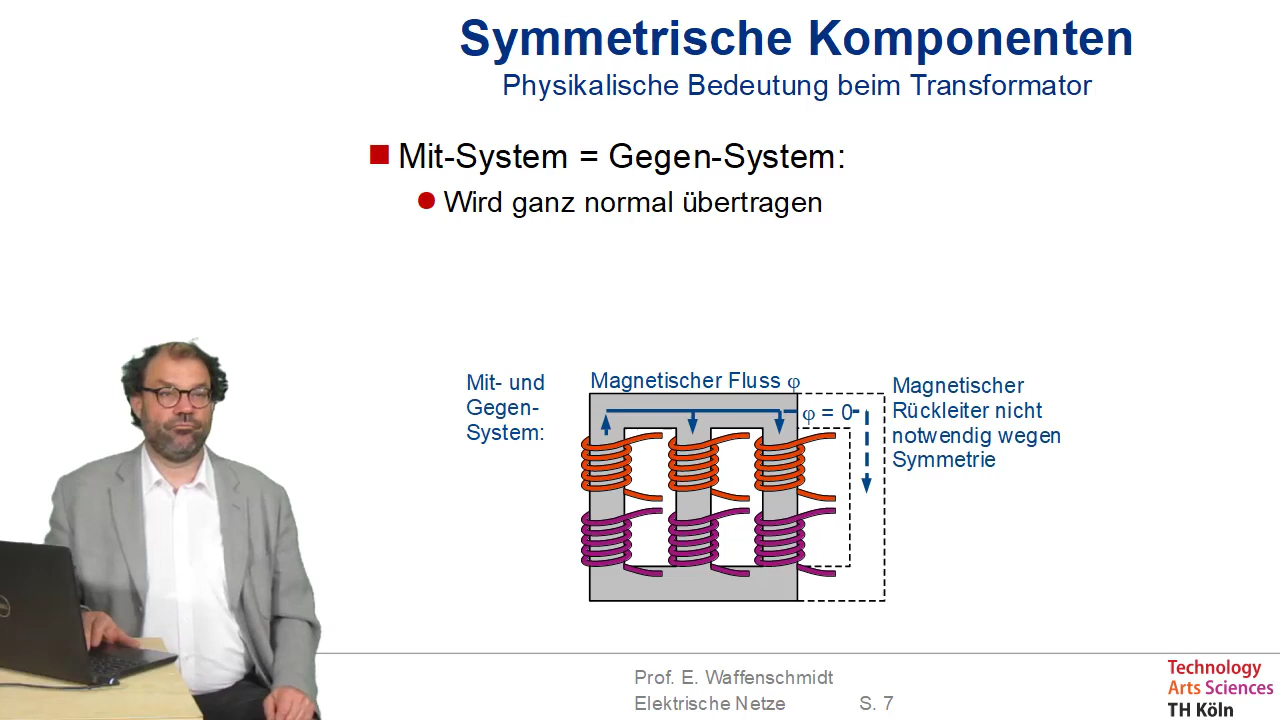 Symmetrische Komponenten
Physikalische Bedeutung beim Transformator
Mit-System = Gegen-System:
Wird ganz normal übertragen
Mit- und
Gegen-
System:
Magnetischer Fluss φ
φ = 0
Magnetischer
Rückleiter nicht
notwendig wegen
Symmetrie
Prof. E. Waffenschmidt
Elektrische Netze S. 7
Technology
Arts Sciences
TH Köln